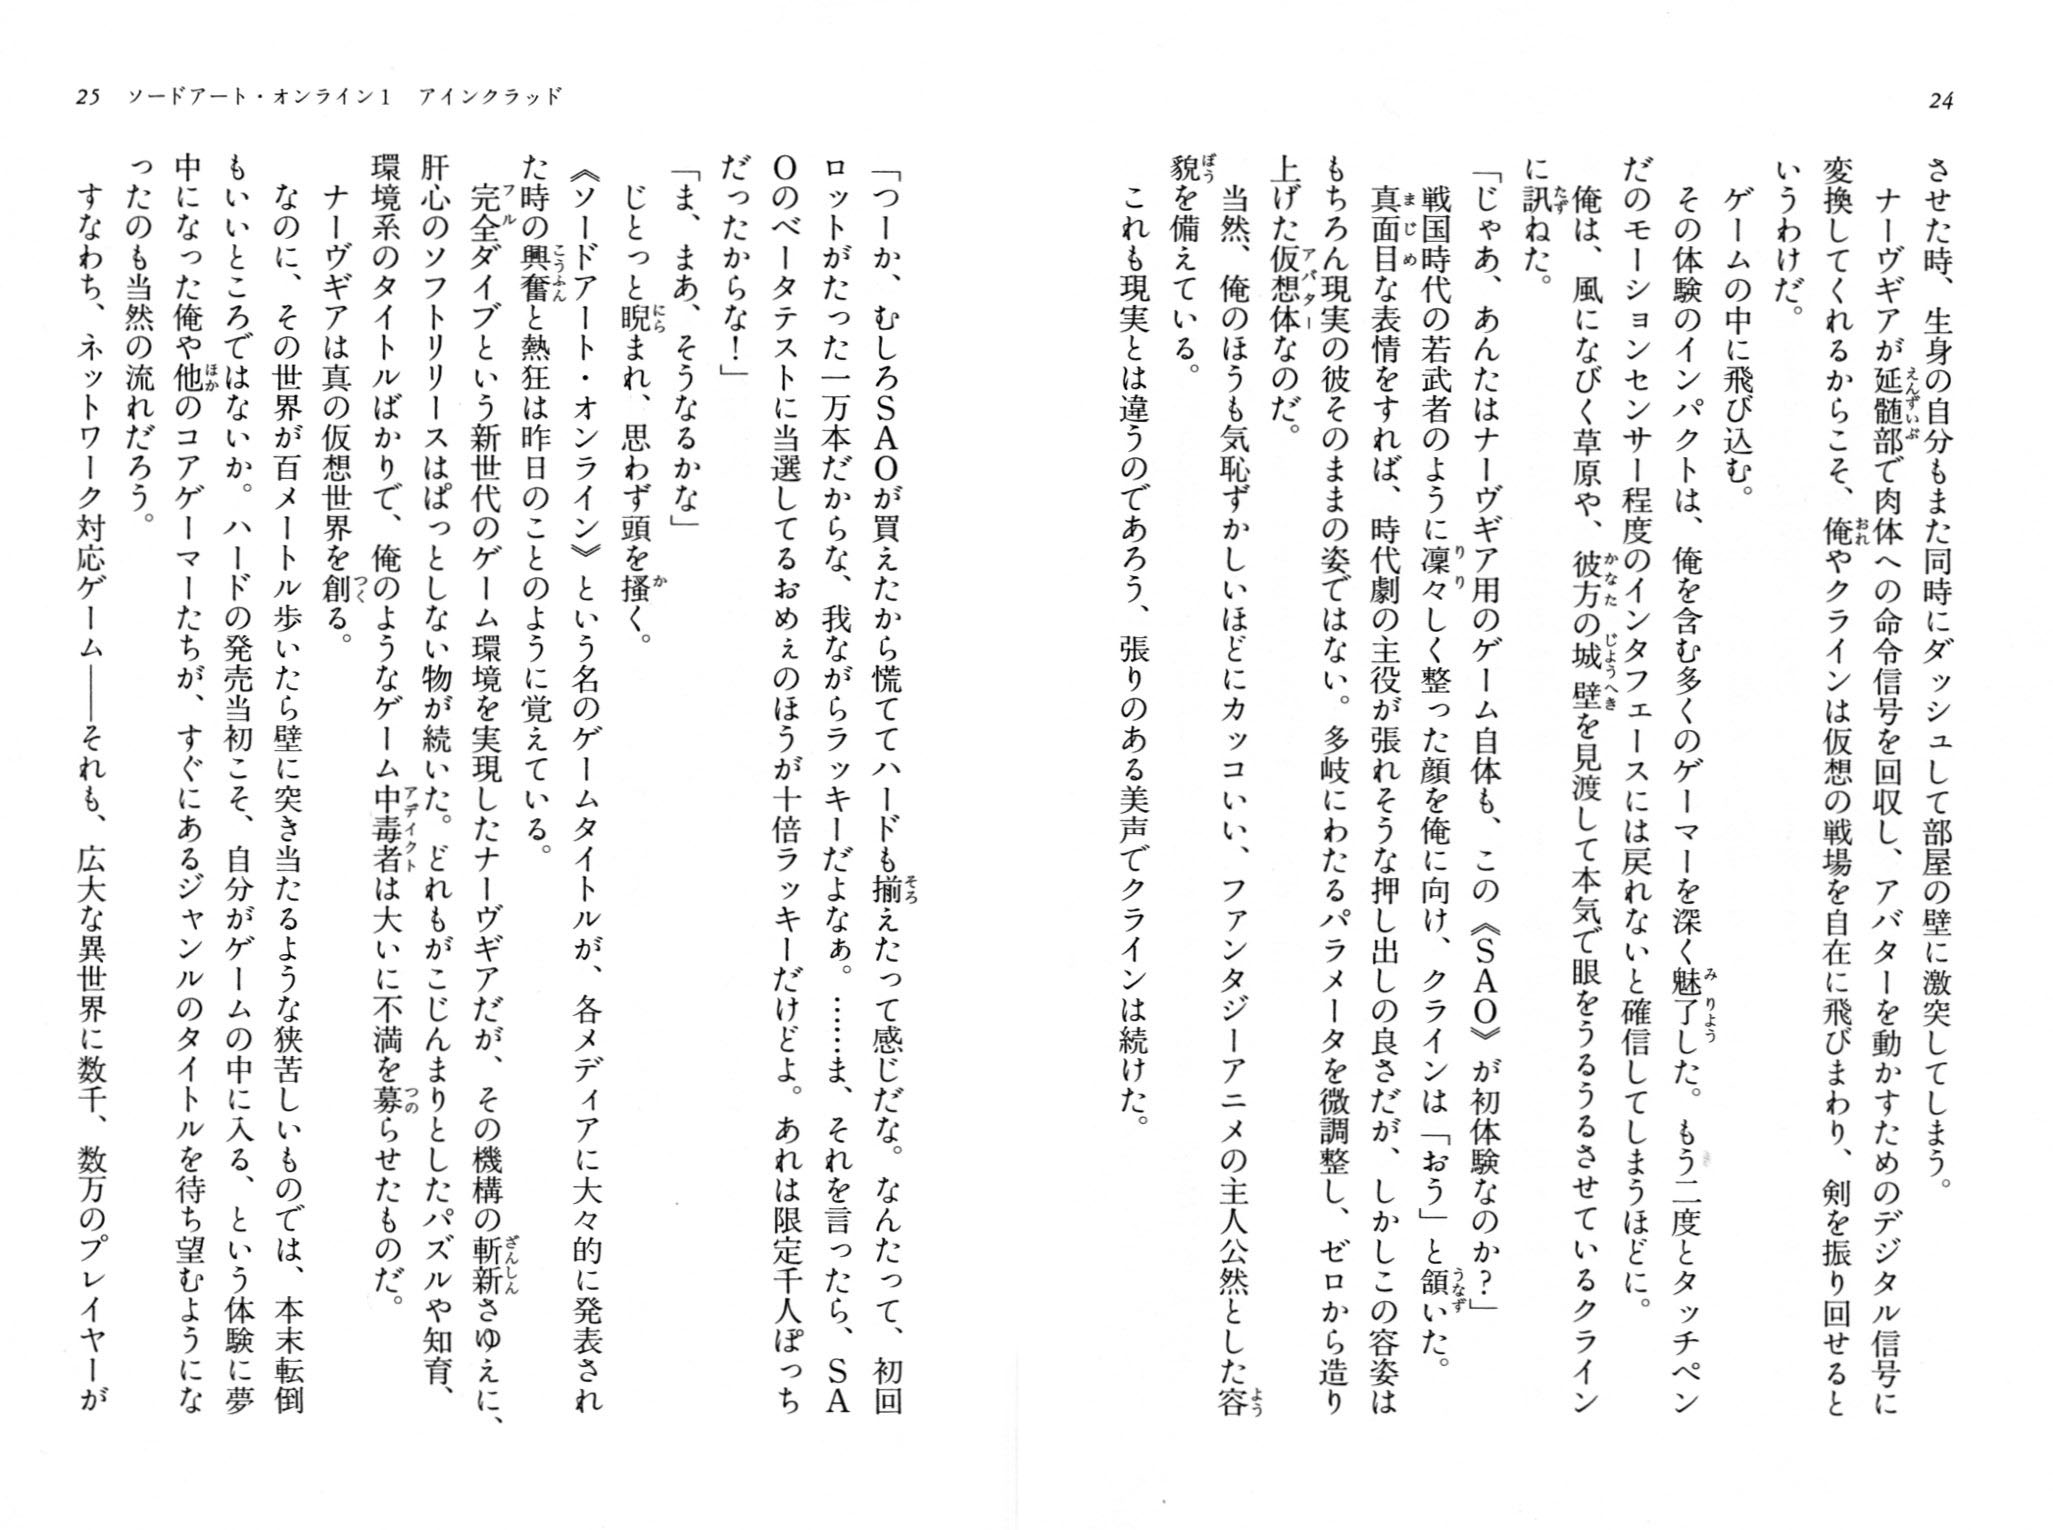 24
させた時、生身の自分もまた同時にダッシュして部屋の壁に激突してしまう。
ナーヴギアが延髄部で肉体への命令信号を回収し、アバターを動かすためのデジタル信号に
変換してくれるからこそ、俺やクラインは仮想の戦場を自在に飛びまわり、剣を振り回せると
いうわけだ。
ゲームの中に飛び込む。
その体験のインパクトは、俺を含む多くのゲーマーを深く魅了した。もう二度とタッチペン
だのモーションセンサー程度のインタフェースには戻れないと確信してしまうほどに。
俺は、風になびく草原や、彼方の城壁を見渡して本気で眼をうるうるさせているクライン
に訊ねた。
「じゃあ、あんたはナーヴギア用のゲーム自体も、この《SAO》が初体験なのか?」
戦国時代の若武者のように凜々しく整った顔を俺に向け、クラインは「おう」と頷いた。
真面目な表情をすれば、時代劇の主役が張れそうな押し出しの良さだが、しかしこの容姿は
もちろん現実の彼そのままの姿ではない。多岐にわたるパラメータを微調整し、ゼロから造り
上げた仮想体なのだ。
当然、俺のほうも気恥ずかしいほどにカッコいい、ファンタジーアニメの主人公然とした容
貌を備えている。
これも現実とは違うのであろう、張りのある美声でクラインは続けた。
25 ソードアート・オンライン1 アインクラッド
「つーか、むしろSAOが買えたから慌ててハードも揃えたって感じだな。なんたって、初回
ロットがたった一万本だからな、我ながらラッキーだよなぁ。……ま、それを言ったら、SA
Oのベータテストに当選してるおめぇのほうが十倍ラッキーだけどよ。あれは限定千人ぽっち
だったからな!」
「ま、まあ、そうなるかな」
じとっと睨まれ、思わず頭を掻く。
《ソードアート・オンライン》という名のゲームタイトルが、各メディアに大々的に発表され
た時の興奮と熱狂は昨日のことのように覚えている。
完全ダイブという新世代のゲーム環境を実現したナーヴギアだが、その機構の斬新さゆえに、
肝心のソフトリリースはぱっとしない物が続いた。どれもがこじんまりとしたパズルや知育、
環境系のタイトルばかりで、俺のようなゲーム中毒者は大いに不満を募らせたものだ。
ナーヴギアは真の仮想世界を創る。
なのに、その世界が百メートル歩いたら壁に突き当たるような狭苦しいものでは、本末転倒
もいいところではないか。ハードの発売当初こそ、自分がゲームの中に入る、という体験に夢
中になった俺や他のコアゲーマーたちが、すぐにあるジャンルのタイトルを待ち望むようにな
ったのも当然の流れだろう。
すなわち、ネットワーク対応ゲーム――それも、広大な異世界に数千、数万のプレイヤーが